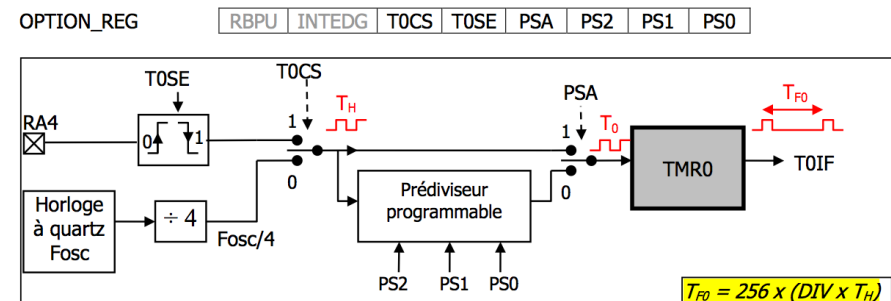 OPTION_REG RBPU INTEDG T0CS T0SE PSA PS2 PS1 PS0
T0CS
T0SE
TH
PSA
TF0
RA4
0 1
1
1
T0
TMR0
T0IF
0
0
Horloge
à quartz
Fosc
÷ 4
Fosc/4
Prédiviseur
programmable
PS2 PS1 PS0
TF0 = 256 x (DIV x TH)